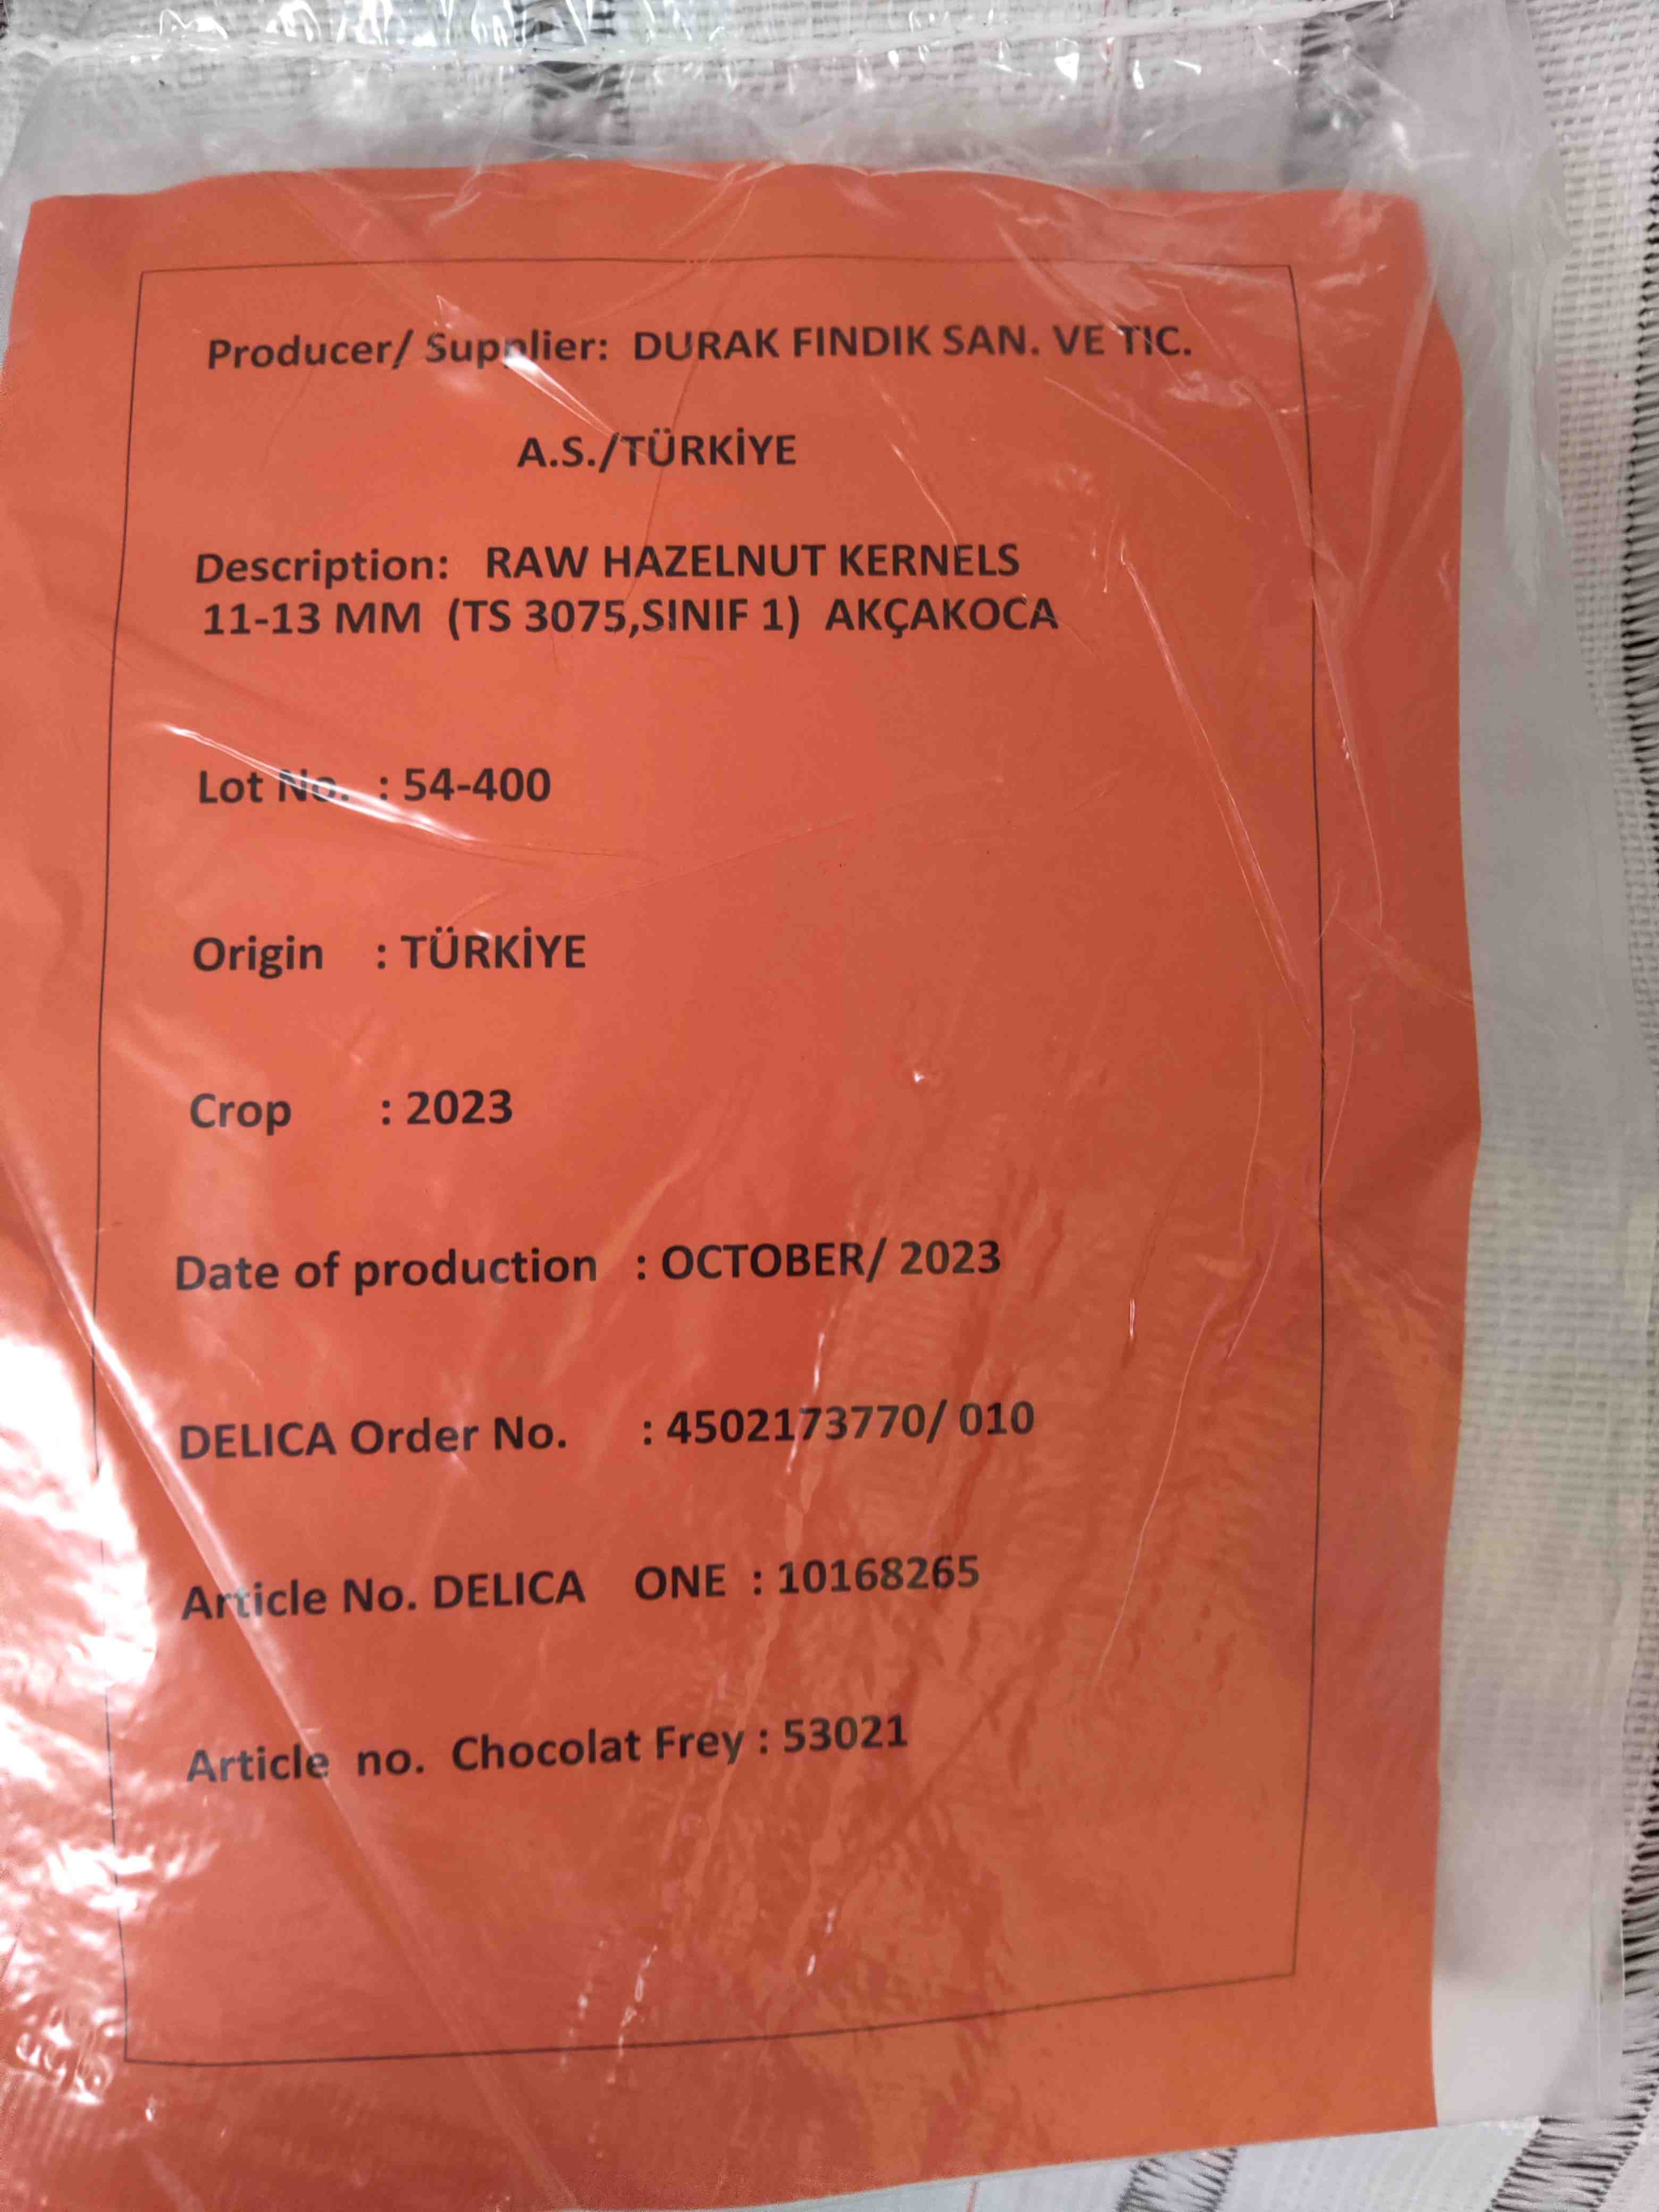 Producer/ Supplier: DURAK FINDIK SAN. VE TIC.
A.S./TÜRKİYE
Description: RAW HAZELNUT KERNELS
11-13 MM (TS 3075,SINIF 1) AKÇAKOCA
Lot No. : 54-400
Origin : TÜRKİYE
Crop : 2023
Date of production : OCTOBER/ 2023
DELICA Order No. : 4502173770/ 010
Article No. DELICA ONE : 10168265
Article no. Chocolat Frey : 53021